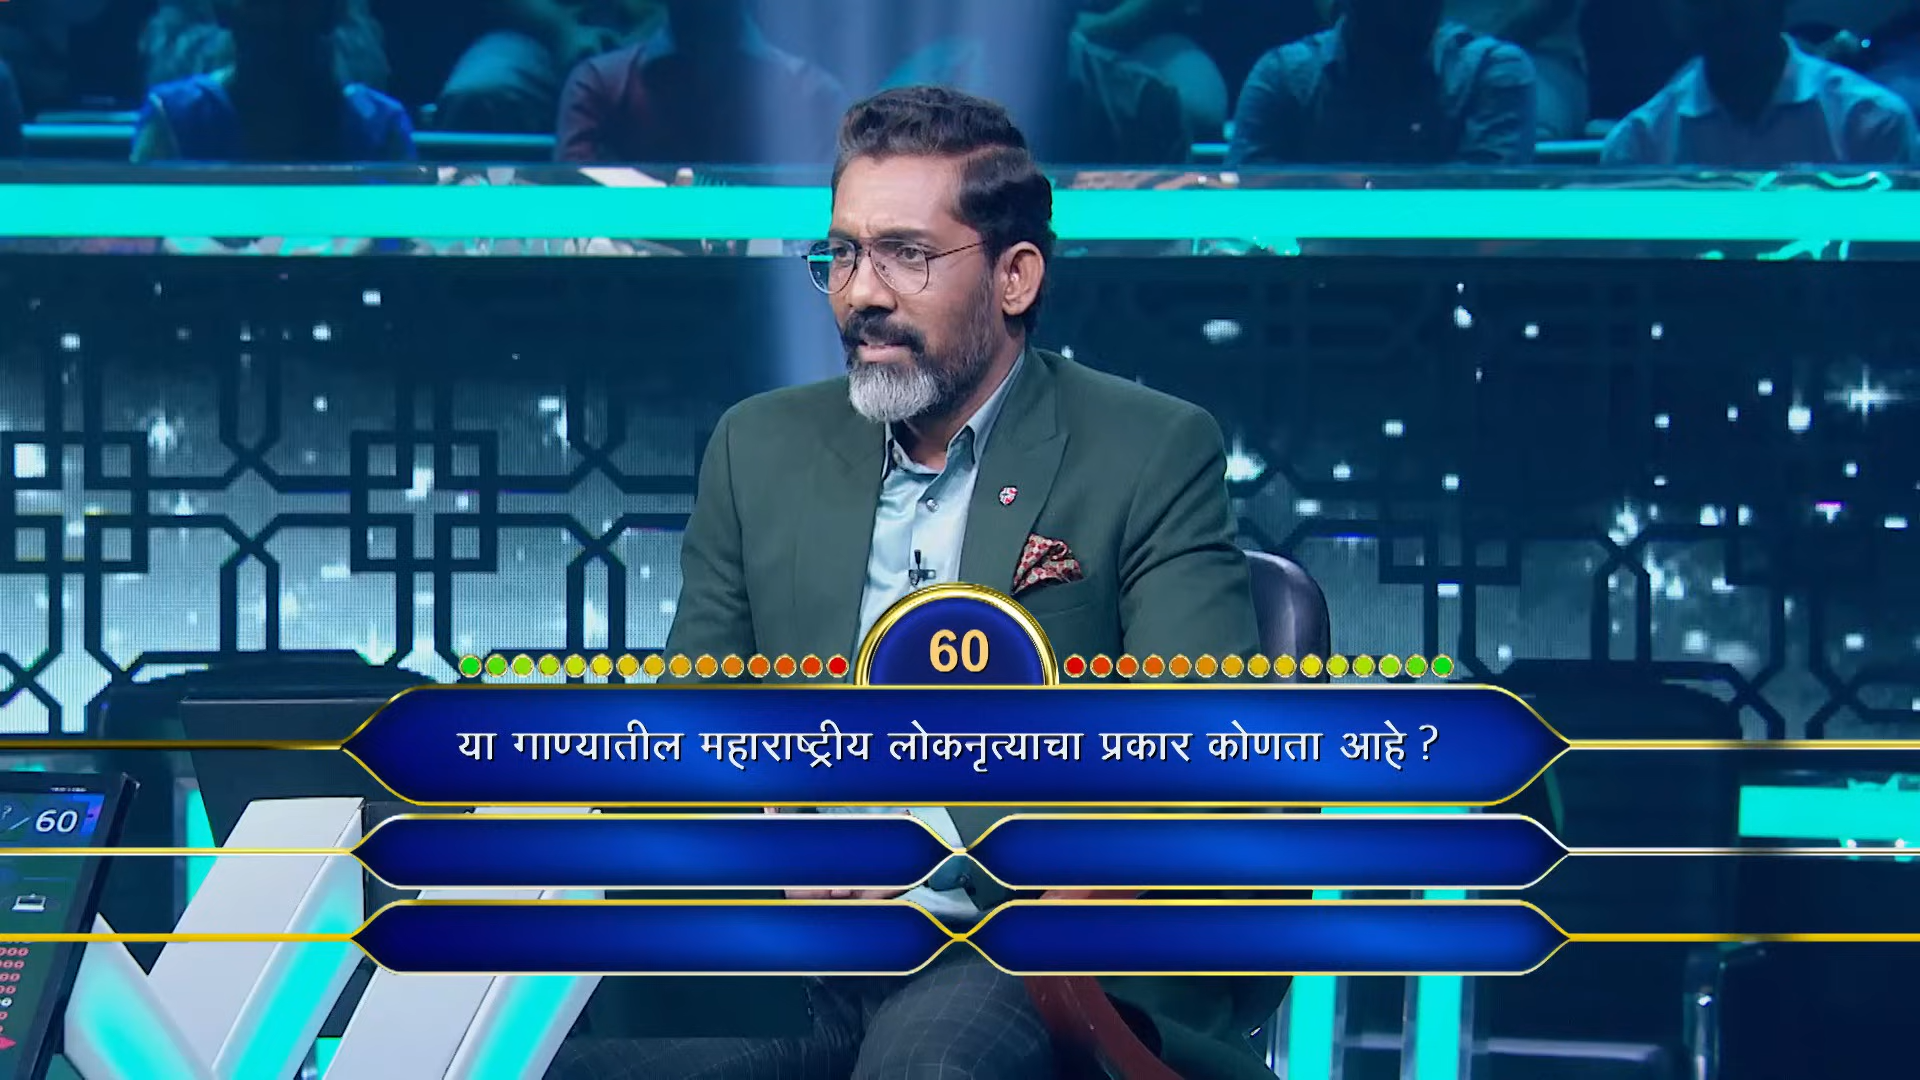 60
या गाण्यातील महाराष्ट्रीय लोकनृत्याचा प्रकार कोणता आहे ?
? / 60